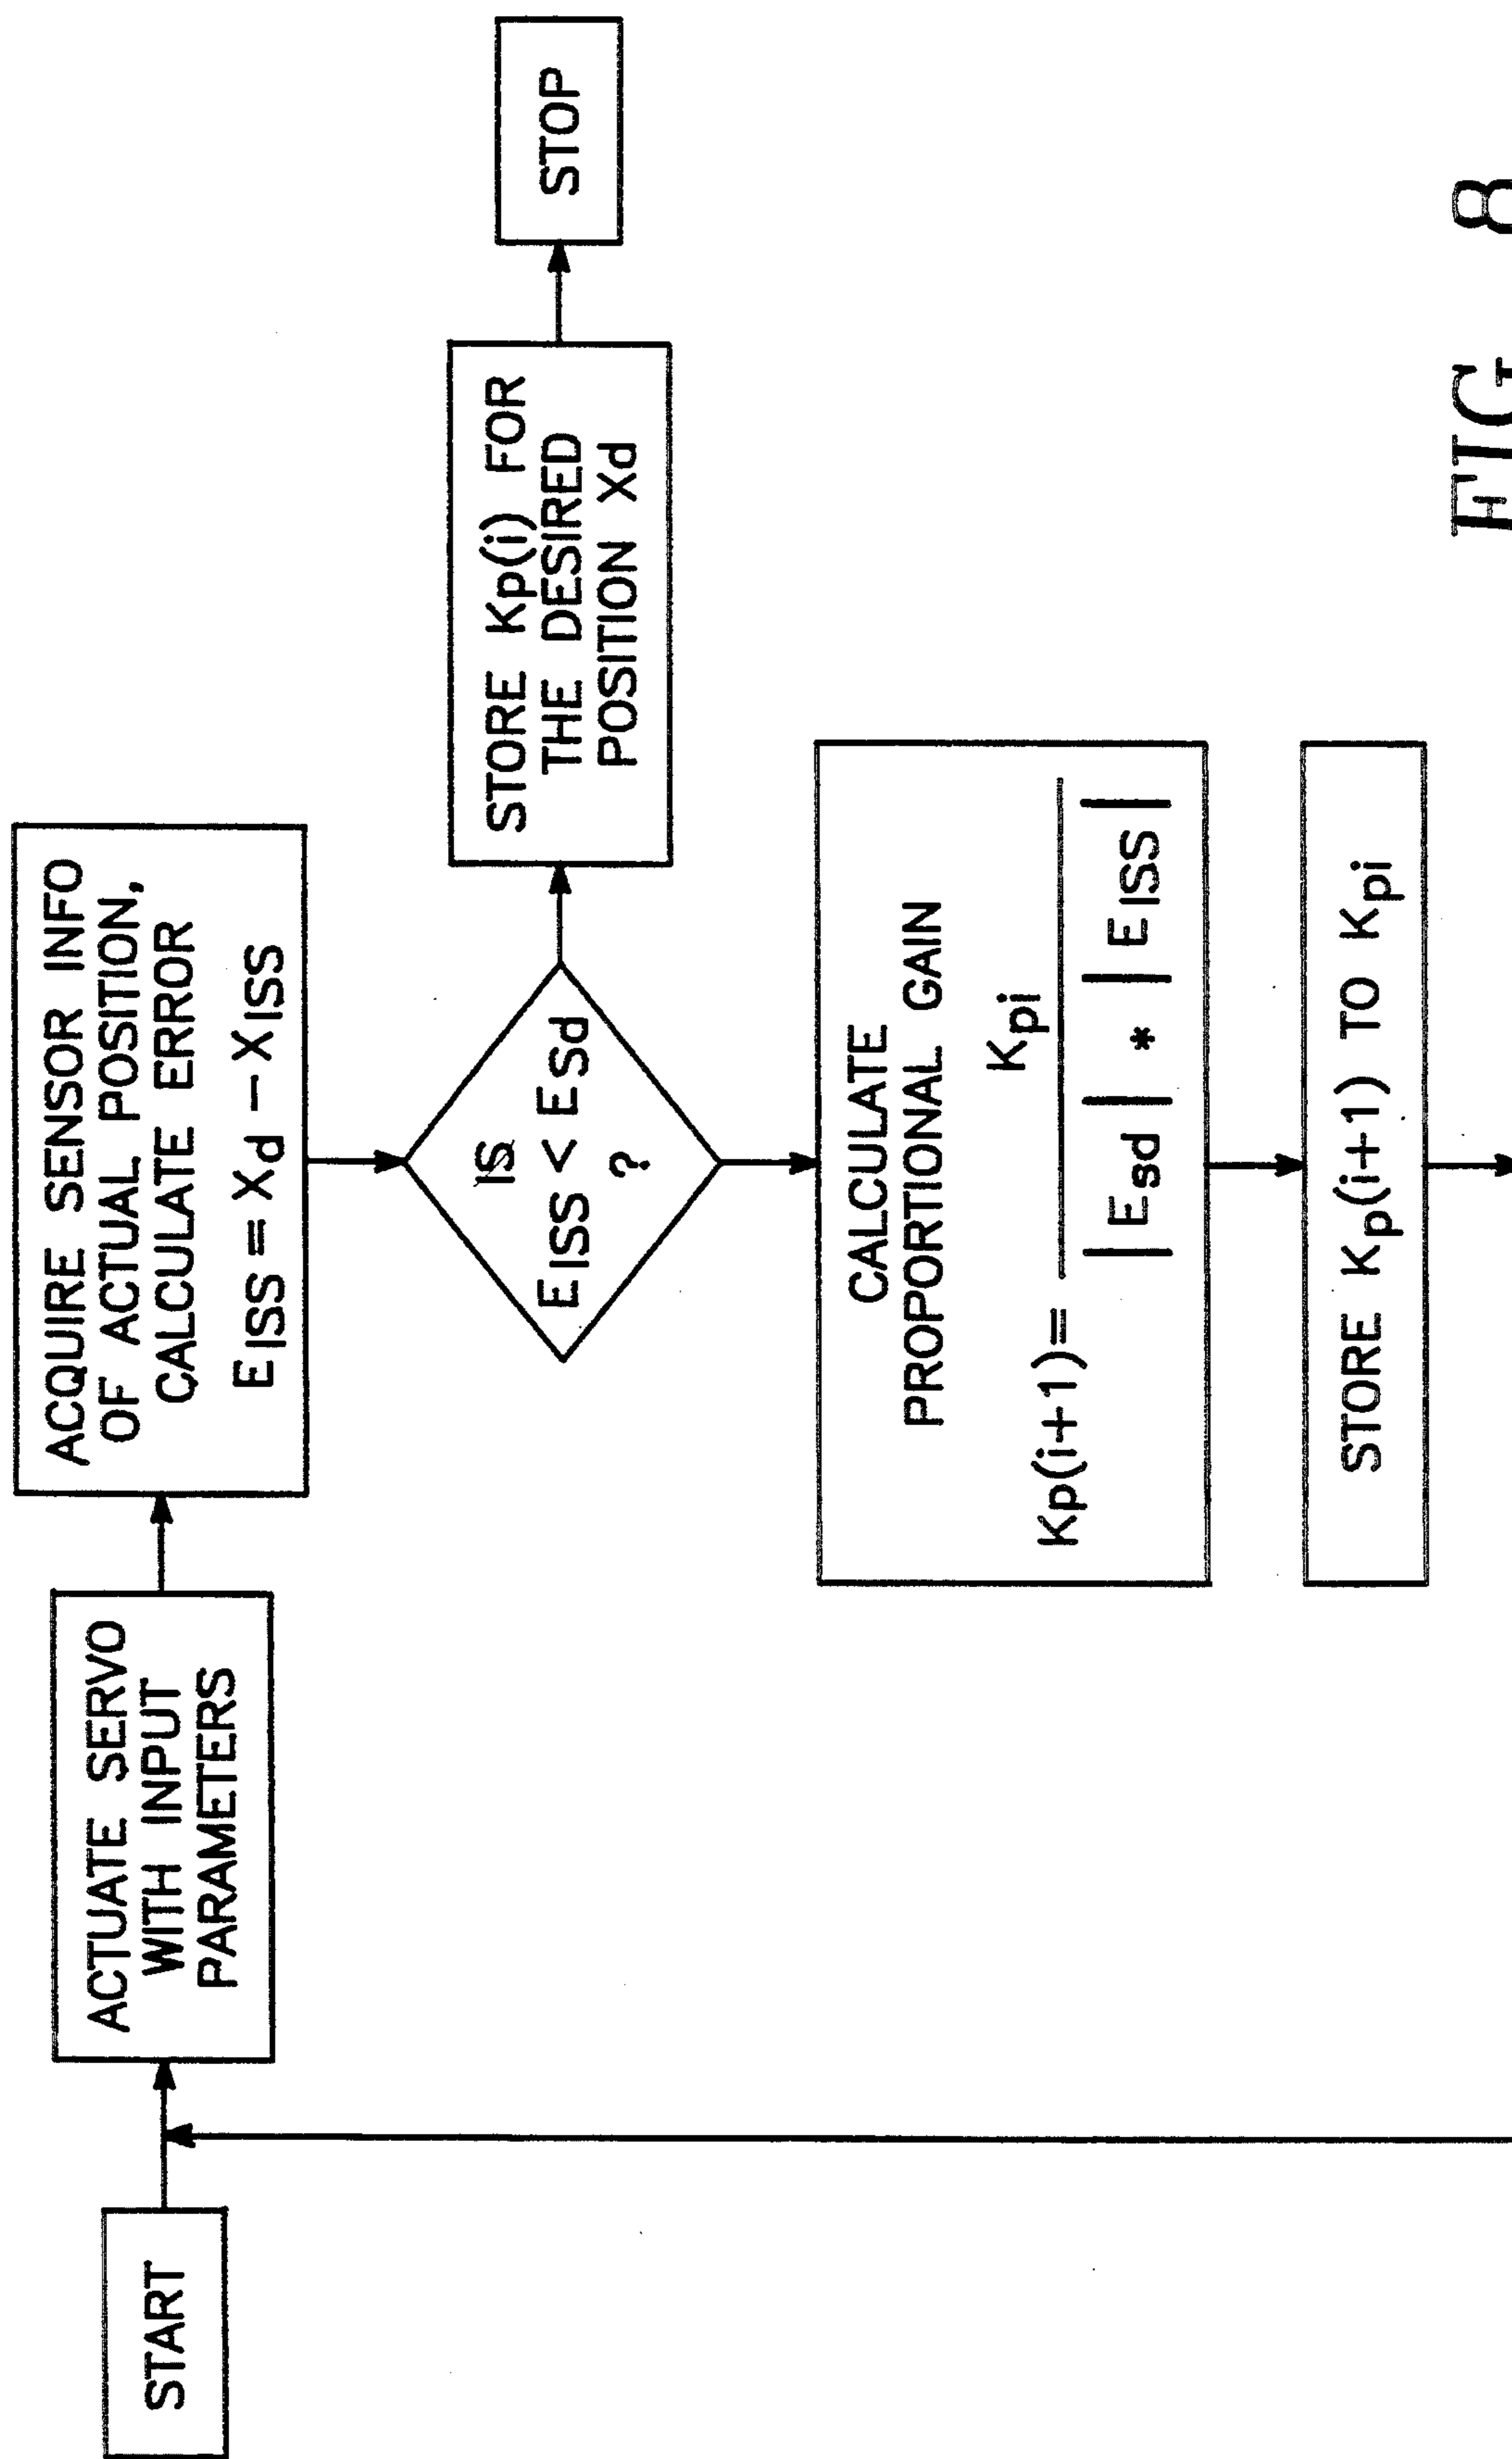 START
ACTUATE SERVO
WITH INPUT
PARAMETERS
ACQUIRE SENSOR INFO
OF ACTUAL POSITION,
CALCULATE ERROR
EISS = Xd − XISS
IS
EISS < ESd
?
STORE Kp(i) FOR
THE DESIRED
POSITION Xd
STOP
CALCULATE
PROPORTIONAL GAIN
Kp(i+1)= Kpi
|Esd| * |EISS|
STORE Kp(i+1) TO Kpi
FIG 8